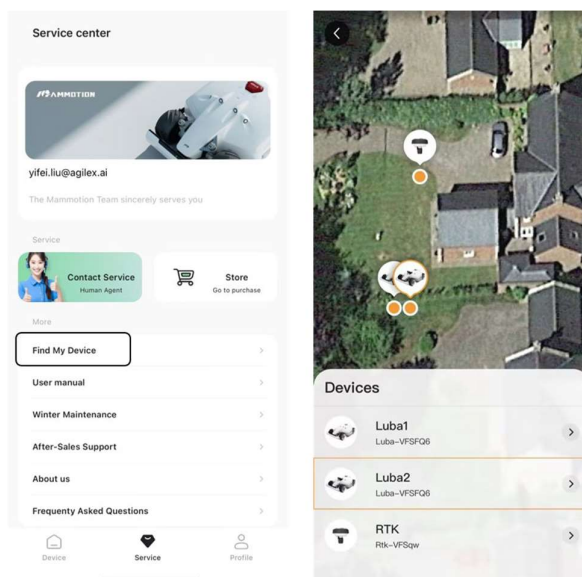 Service center
MAMMOTION
yifei.liu@agilex.ai
The Mammotion Team sincerely serves you
Service
Contact Service
Human Agent
Store
Go to purchase
More
Find My Device
User manual
Winter Maintenance
After-Sales Support
About us
Frequenty Asked Questions
Device
Service
Profile
Devices
Luba1
Luba-VFSFQ6
Luba2
Luba-VFSFQ6
RTK
Rtk-VFSqw